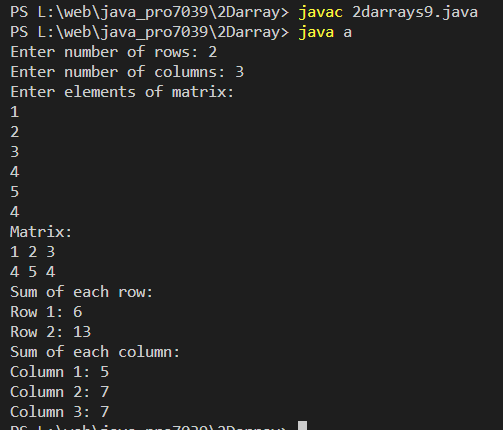 PS L:\web\java_pro7039\2Darray> javac 2darrays9.java
PS L:\web\java_pro7039\2Darray> java a
Enter number of rows: 2
Enter number of columns: 3
Enter elements of matrix:
1
2
3
4
5
4
Matrix:
1 2 3
4 5 4
Sum of each row:
Row 1: 6
Row 2: 13
Sum of each column:
Column 1: 5
Column 2: 7
Column 3: 7
PS L:\web\java_pro7039\2Darray>